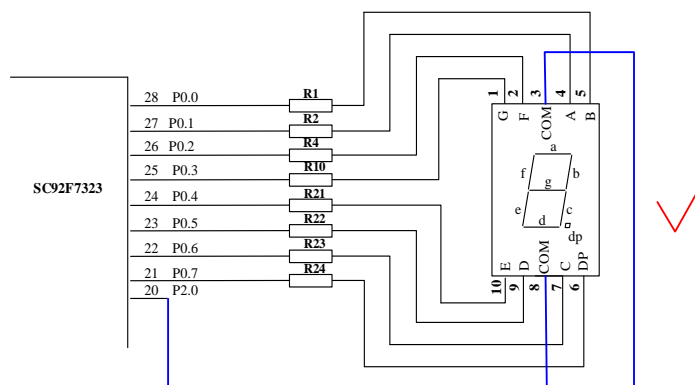 SC92F7323
28 P0.0 R1
27 P0.1 R2
26 P0.2 R4
25 P0.3 R10
24 P0.4 R21
23 P0.5 R22
22 P0.6 R23
21 P0.7 R24
20 P2.0
1 2 3 4 5
G F COM A B
a
f b
g
e c
d
dp
E D COM C DP
10 9 8 7 6